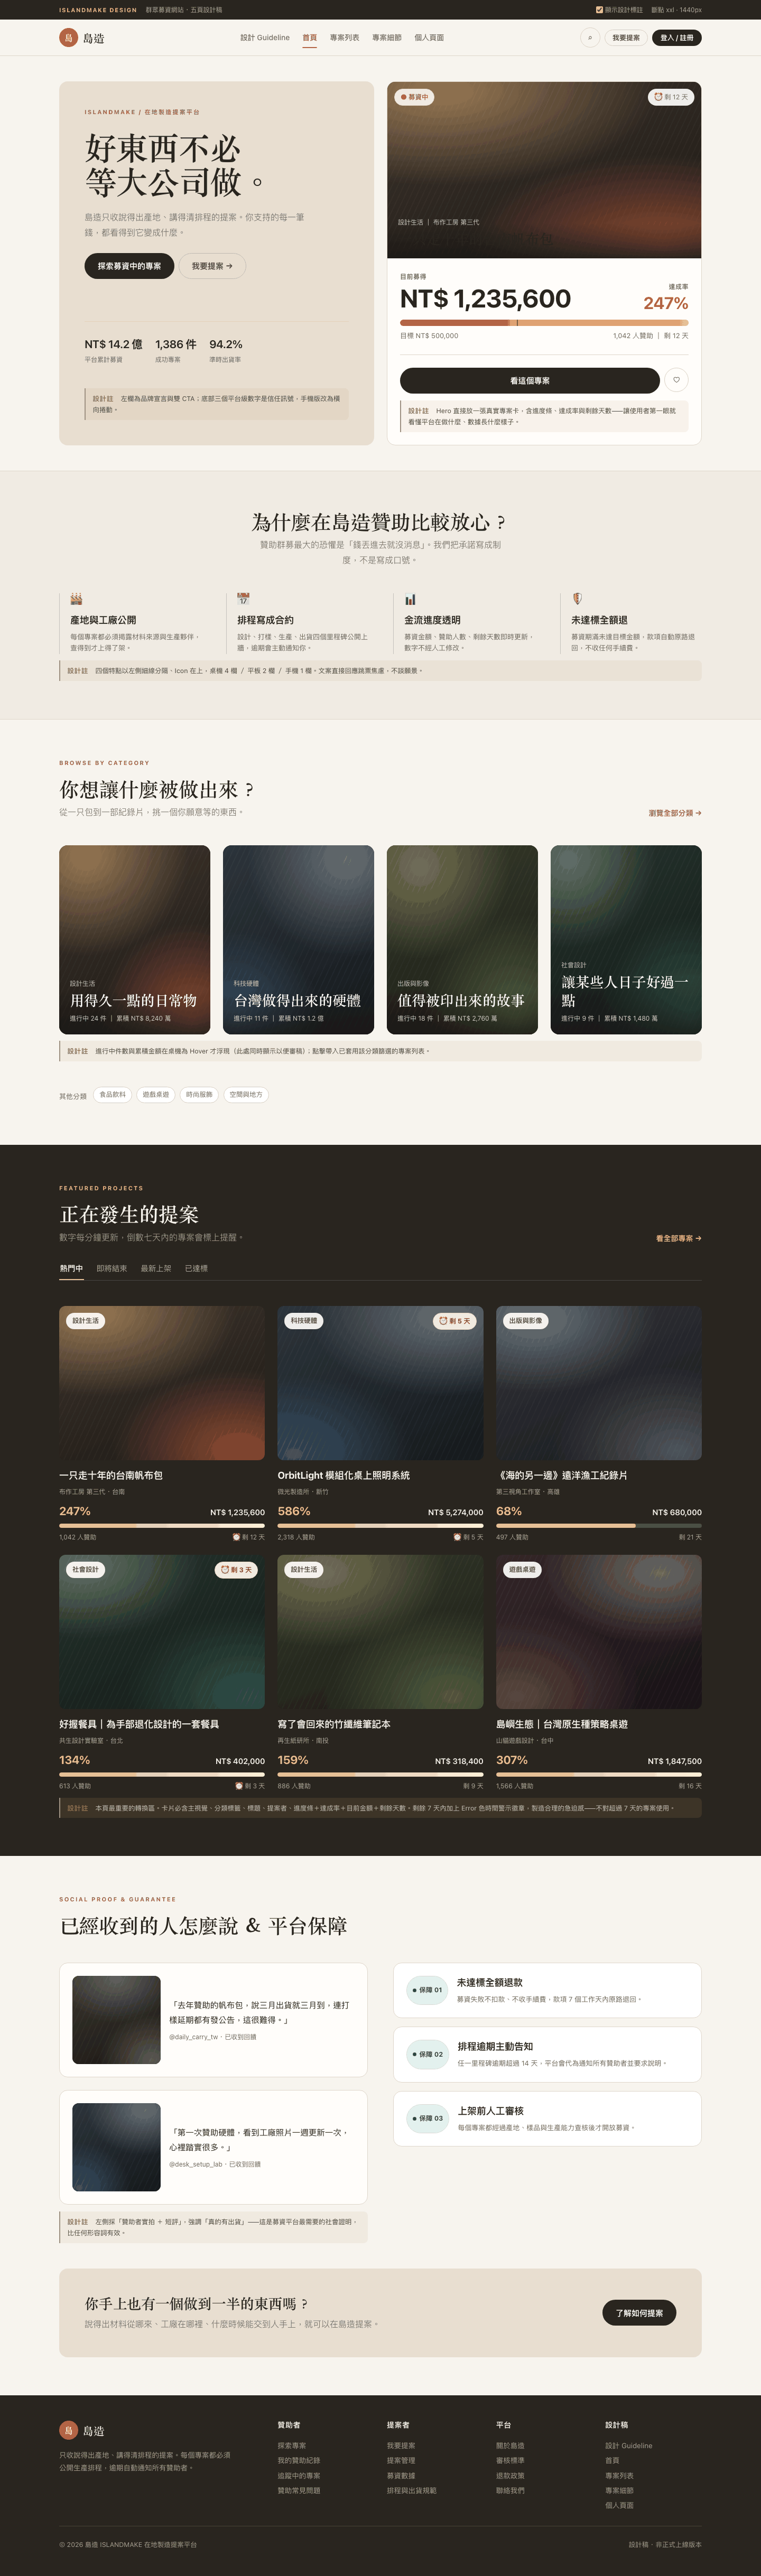 ISLANDMAKE DESIGN 群眾募資網站 · 五頁設計稿
顯示設計標註 斷點 xxl · 1440px
島 島造
設計 Guideline 首頁 專案列表 專案細節 個人頁面
我要提案 登入 / 註冊
ISLANDMAKE / 在地製造提案平台
好東西不必
等大公司做。
島造只收說得出產地、講得清排程的提案。你支持的每一筆
錢，都看得到它變成什麼。
探索募資中的專案 我要提案 →
NT$ 14.2 億 1,386 件 94.2%
平台累計募資 成功專案 準時出貨率
設計註 左欄為品牌宣言與雙 CTA；底部三個平台級數字是信任訊號，手機版改為橫
向捲動。
募資中 剩 12 天
設計生活 ｜ 布作工房 第三代
目前募得
NT$ 1,235,600
達成率
247%
目標 NT$ 500,000 1,042 人贊助 ｜ 剩 12 天
看這個專案
設計註 Hero 直接放一張真實專案卡，含進度條、達成率與剩餘天數——讓使用者第一眼就
看懂平台在做什麼、數據長什麼樣子。
為什麼在島造贊助比較放心？
贊助群募最大的恐懼是「錢丟進去就沒消息」。我們把承諾寫成制
度，不是寫成口號。
產地與工廠公開
每個專案都必須揭露材料來源與生產夥伴，
查得到才上得了架。
排程寫成合約
設計、打樣、生產、出貨四個里程碑公開上
牆，逾期會主動通知你。
金流進度透明
募資金額、贊助人數、剩餘天數即時更新，
數字不經人工修改。
未達標全額退
募資期滿未達目標金額，款項自動原路退
回，不收任何手續費。
設計註 四個特點以左側細線分隔、Icon 在上，桌機 4 欄 / 平板 2 欄 / 手機 1 欄。文案直接回應跳票焦慮，不談願景。
BROWSE BY CATEGORY
你想讓什麼被做出來？
從一只包到一部紀錄片，挑一個你願意等的東西。
瀏覽全部分類 →
設計生活
用得久一點的日常物
進行中 24 件 ｜ 累積 NT$ 8,240 萬
科技硬體
台灣做得出來的硬體
進行中 11 件 ｜ 累積 NT$ 1.2 億
出版與影像
值得被印出來的故事
進行中 18 件 ｜ 累積 NT$ 2,760 萬
社會設計
讓某些人日子好過一
點
進行中 9 件 ｜ 累積 NT$ 1,480 萬
設計註 進行中件數與累積金額在桌機為 Hover 才浮現（此處同時顯示以便審稿）；點擊帶入已套用該分類篩選的專案列表。
其他分類 食品飲料 遊戲桌遊 時尚服飾 空間與地方
FEATURED PROJECTS
正在發生的提案
數字每分鐘更新，倒數七天內的專案會標上提醒。
看全部專案 →
熱門中 即將結束 最新上架 已達標
設計生活
一只走十年的台南帆布包
布作工房 第三代 · 台南
247% NT$ 1,235,600
1,042 人贊助 剩 12 天
科技硬體 剩 5 天
OrbitLight 模組化桌上照明系統
微光製造所 · 新竹
586% NT$ 5,274,000
2,318 人贊助 剩 5 天
出版與影像
《海的另一邊》遠洋漁工紀錄片
第三視角工作室 · 高雄
68% NT$ 680,000
497 人贊助 剩 21 天
社會設計 剩 3 天
好握餐具｜為手部退化設計的一套餐具
共生設計實驗室 · 台北
134% NT$ 402,000
613 人贊助 剩 3 天
設計生活
寫了會回來的竹纖維筆記本
再生紙研所 · 南投
159% NT$ 318,400
886 人贊助 剩 9 天
遊戲桌遊
島嶼生態｜台灣原生種策略桌遊
山貓遊戲設計 · 台中
307% NT$ 1,847,500
1,566 人贊助 剩 16 天
設計註 本頁最重要的轉換區。卡片必含主視覺、分類標籤、標題、提案者、進度條＋達成率＋目前金額＋剩餘天數。剩餘 7 天內加上 Error 色時間警示徽章，製造合理的急迫感——不對超過 7 天的專案使用。
SOCIAL PROOF & GUARANTEE
已經收到的人怎麼說 & 平台保障
「去年贊助的帆布包，說三月出貨就三月到，連打
樣延期都有發公告，這很難得。」
@daily_carry_tw · 已收到回饋
「第一次贊助硬體，看到工廠照片一週更新一次，
心裡踏實很多。」
@desk_setup_lab · 已收到回饋
設計註 左側採「贊助者實拍 ＋ 短評」，強調「真的有出貨」——這是募資平台最需要的社會證明，
比任何形容詞有效。
保障 01 未達標全額退款
募資失敗不扣款、不收手續費，款項 7 個工作天內原路退回。
保障 02 排程逾期主動告知
任一里程碑逾期超過 14 天，平台會代為通知所有贊助者並要求說明。
保障 03 上架前人工審核
每個專案都經過產地、樣品與生產能力查核後才開放募資。
你手上也有一個做到一半的東西嗎？
說得出材料從哪來、工廠在哪裡、什麼時候能交到人手上，就可以在島造提案。
了解如何提案
島 島造
只收說得出產地、講得清排程的提案。每個專案都必須
公開生產排程，逾期自動通知所有贊助者。
贊助者
探索專案
我的贊助紀錄
追蹤中的專案
贊助常見問題
提案者
我要提案
提案管理
募資數據
排程與出貨規範
平台
關於島造
審核標準
退款政策
聯絡我們
設計稿
設計 Guideline
首頁
專案列表
專案細節
個人頁面
© 2026 島造 ISLANDMAKE 在地製造提案平台
設計稿 · 非正式上線版本